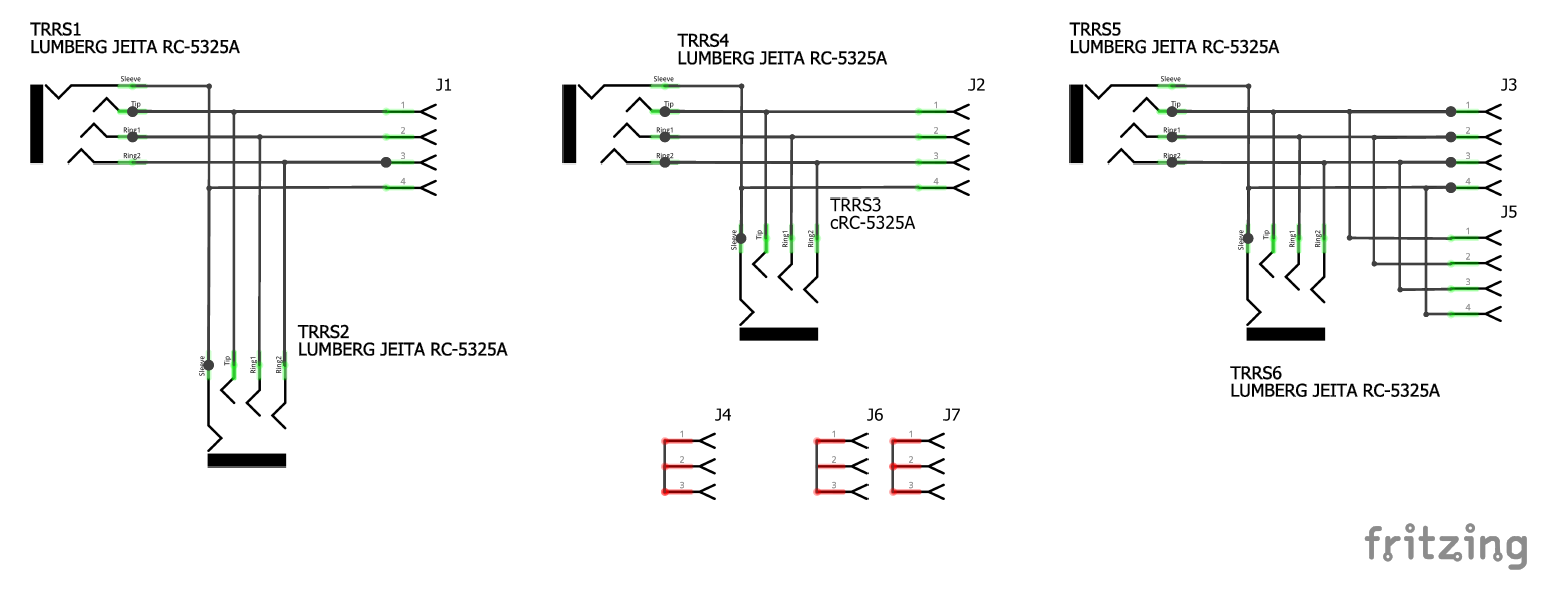 TRRS1
LUMBERG JEITA RC-5325A
Sleeve
Tip
Ring1
Ring2
J1
1
2
3
4
TRRS2
LUMBERG JEITA RC-5325A
Sleeve
Tip
Ring1
Ring2
TRRS4
LUMBERG JEITA RC-5325A
Sleeve
Tip
Ring1
Ring2
J2
1
2
3
4
TRRS3
cRC-5325A
Sleeve
Tip
Ring1
Ring2
TRRS5
LUMBERG JEITA RC-5325A
Sleeve
Tip
Ring1
Ring2
J3
1
2
3
4
J5
1
2
3
4
Sleeve
Tip
Ring1
Ring2
TRRS6
LUMBERG JEITA RC-5325A
J4
1
2
3
J6
1
2
3
J7
1
2
3
fritzing